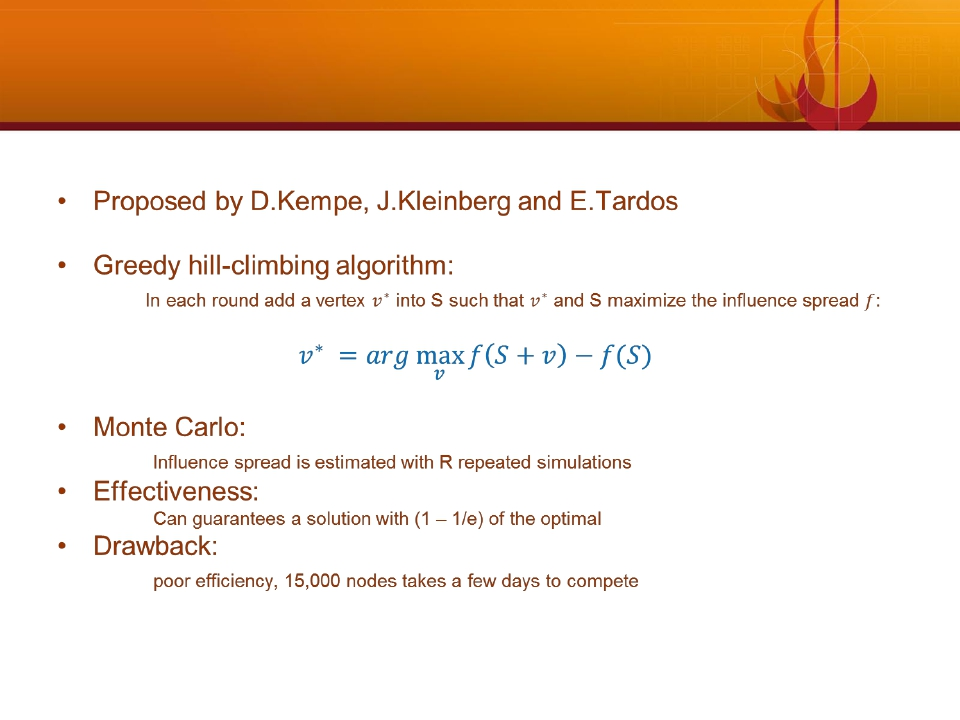 • Proposed by D.Kempe, J.Kleinberg and E.Tardos
• Greedy hill-climbing algorithm:
In each round add a vertex 𝑣* into S such that 𝑣* and S maximize the influence spread 𝑓:
𝑣* = 𝑎𝑟𝑔 max 𝑓(𝑆 + 𝑣) − 𝑓(𝑆)
𝑣
• Monte Carlo:
Influence spread is estimated with R repeated simulations
• Effectiveness:
Can guarantees a solution with (1 – 1/e) of the optimal
• Drawback:
poor efficiency, 15,000 nodes takes a few days to compete